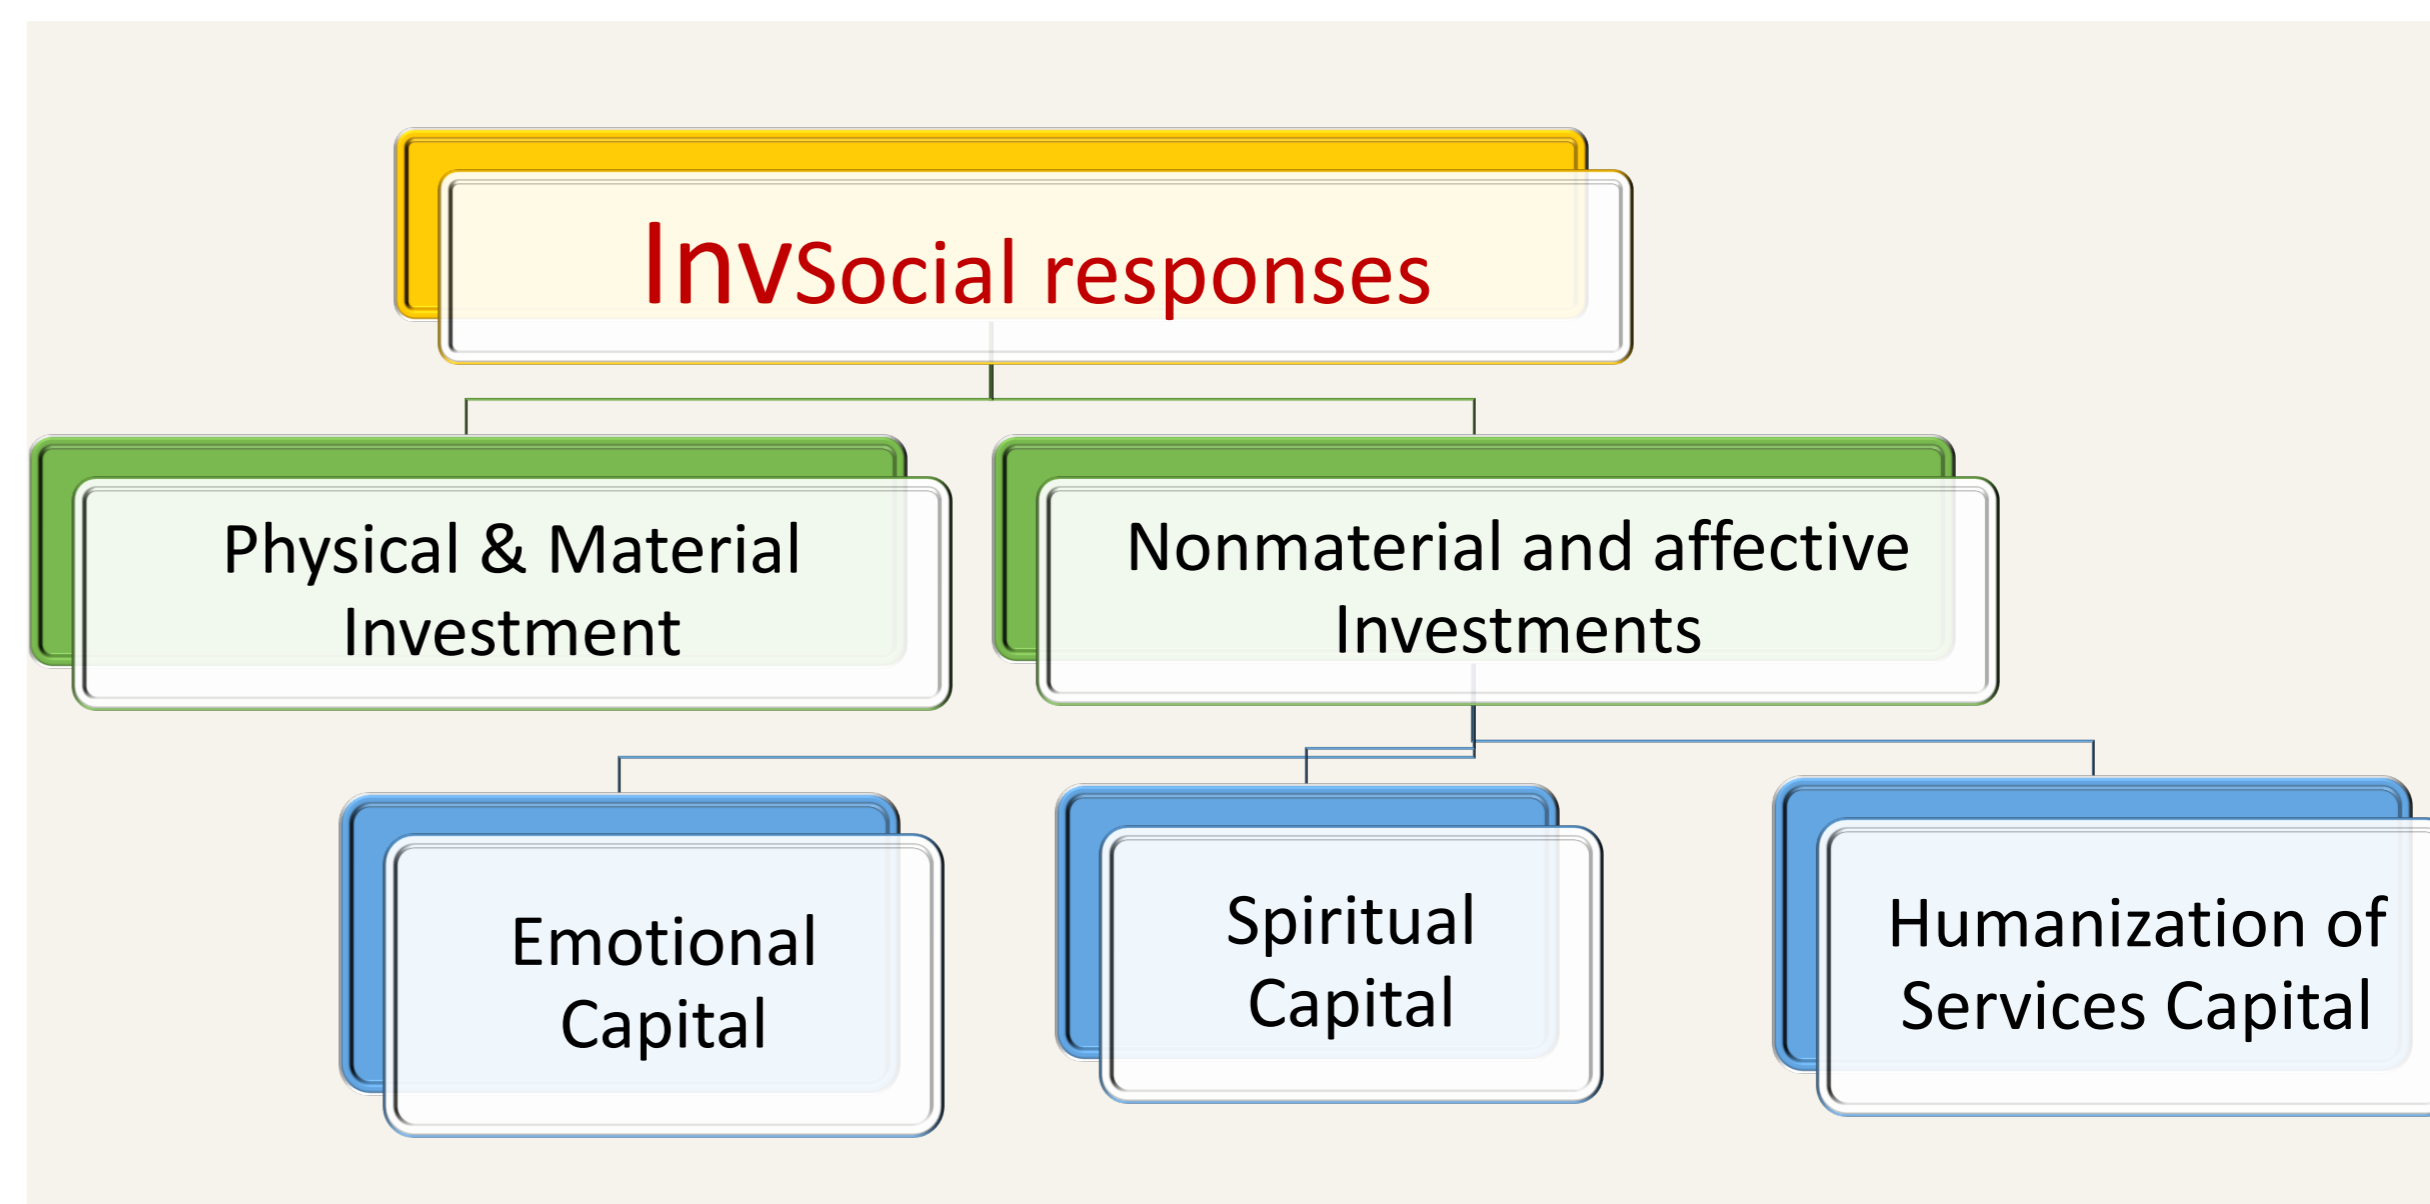 InvSocial responses
Physical & Material
Investment
Nonmaterial and affective
Investments
Emotional
Capital
Spiritual
Capital
Humanization of
Services Capital